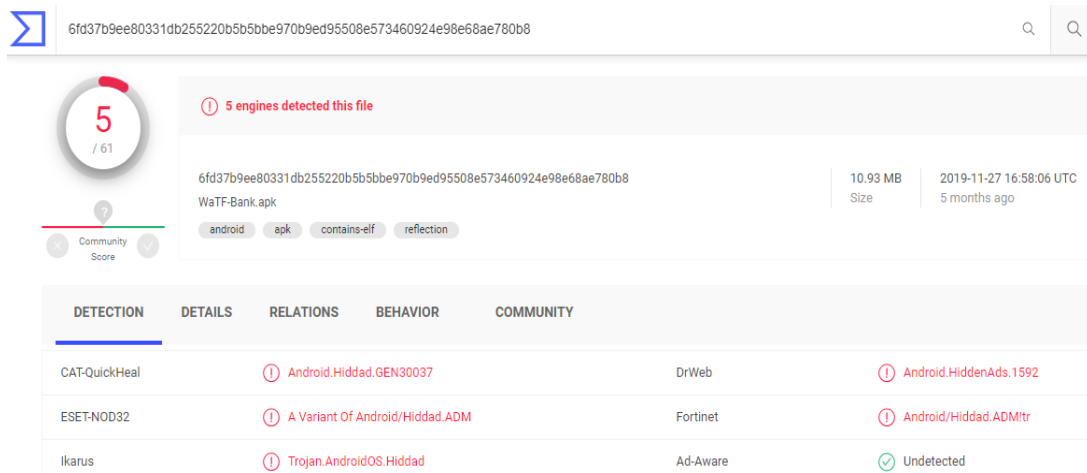 6fd37b9ee80331db255220b5b5bbe970b9ed95508e573460924e98e68ae780b8
5
/ 61
5 engines detected this file
6fd37b9ee80331db255220b5b5bbe970b9ed95508e573460924e98e68ae780b8
WaTF-Bank.apk
android apk contains-elf reflection
10.93 MB
Size
2019-11-27 16:58:06 UTC
5 months ago
?
Community
Score
DETECTION DETAILS RELATIONS BEHAVIOR COMMUNITY
CAT-QuickHeal Android.Hiddad.GEN30037 DrWeb Android.HiddenAds.1592
ESET-NOD32 A Variant Of Android/Hiddad.ADM Fortinet Android/Hiddad.ADM!tr
Ikarus Trojan.AndroidOS.Hiddad Ad-Aware Undetected